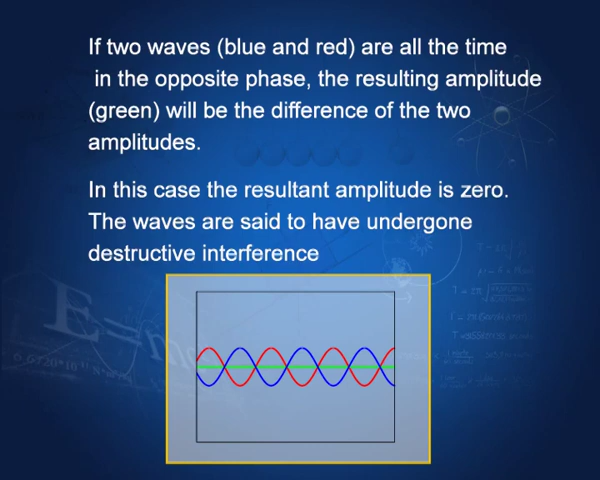 If two waves (blue and red) are all the time
in the opposite phase, the resulting amplitude
(green) will be the difference of the two
amplitudes.
In this case the resultant amplitude is zero.
The waves are said to have undergone
destructive interference